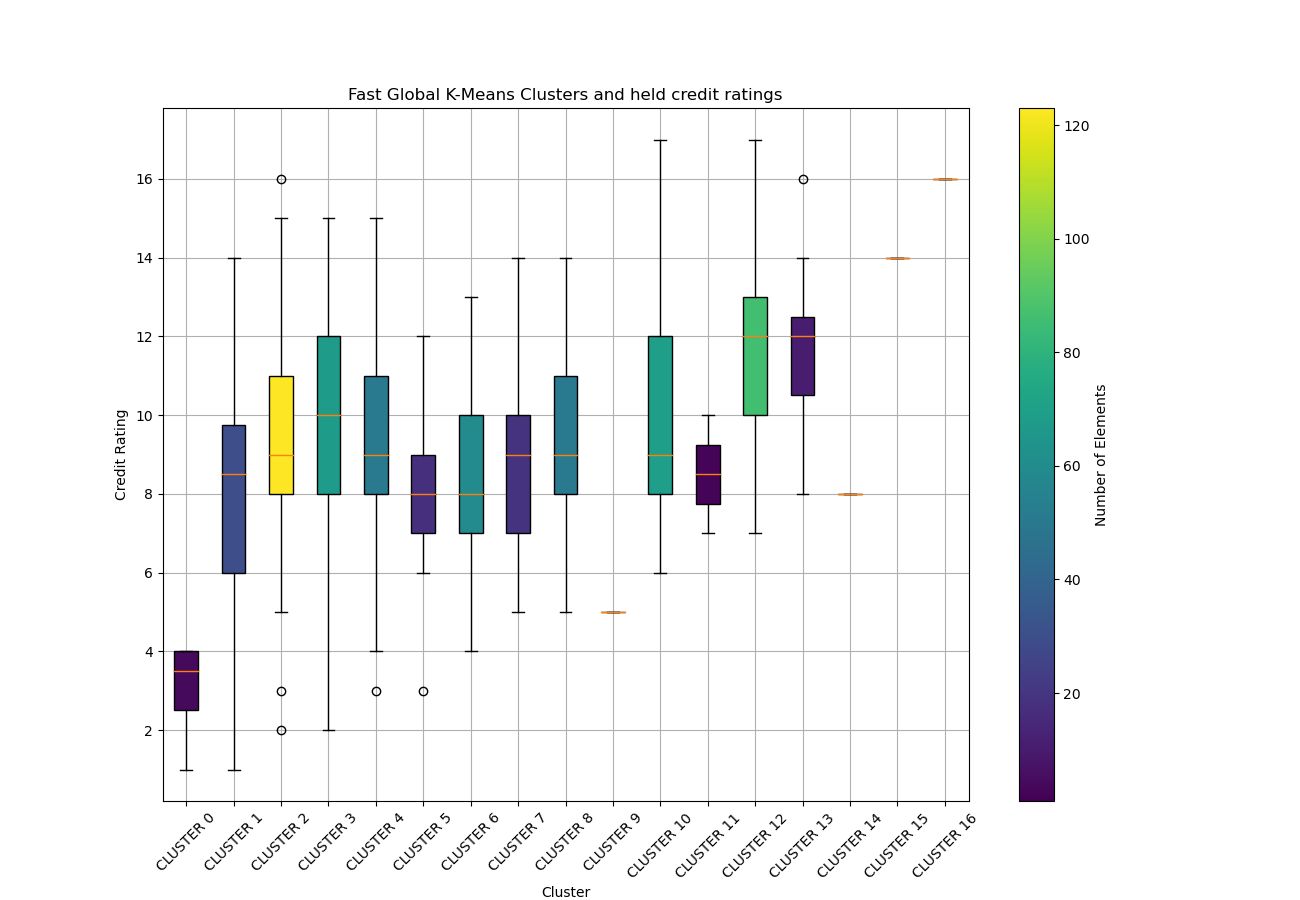 Fast Global K-Means Clusters and held credit ratings
16
14
12
10
8
6
4
2
Credit Rating
CLUSTER 0
CLUSTER 1
CLUSTER 2
CLUSTER 3
CLUSTER 4
CLUSTER 5
CLUSTER 6
CLUSTER 7
CLUSTER 8
CLUSTER 9
CLUSTER 10
CLUSTER 11
CLUSTER 12
CLUSTER 13
CLUSTER 14
CLUSTER 15
CLUSTER 16
Cluster
120
100
80
60
40
20
Number of Elements